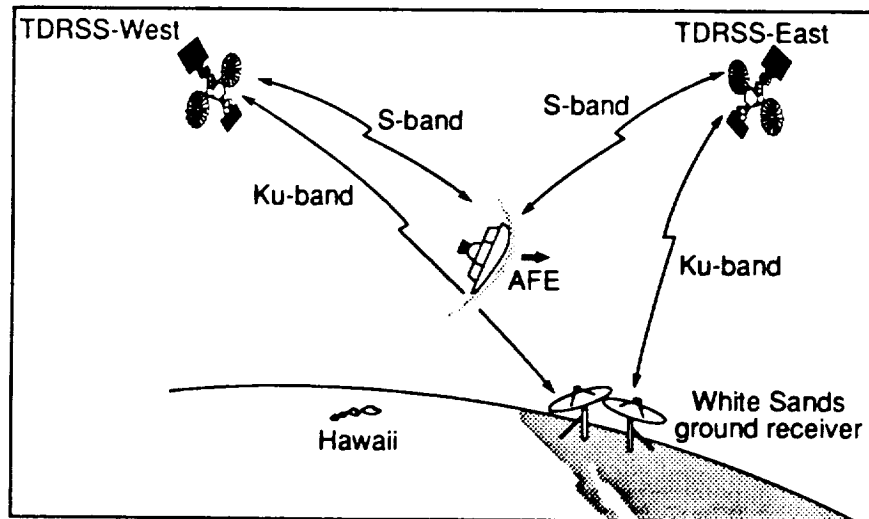 TDRSS-West
TDRSS-East
S-band
S-band
Ku-band
Ku-band
AFE
Hawaii
White Sands
ground receiver